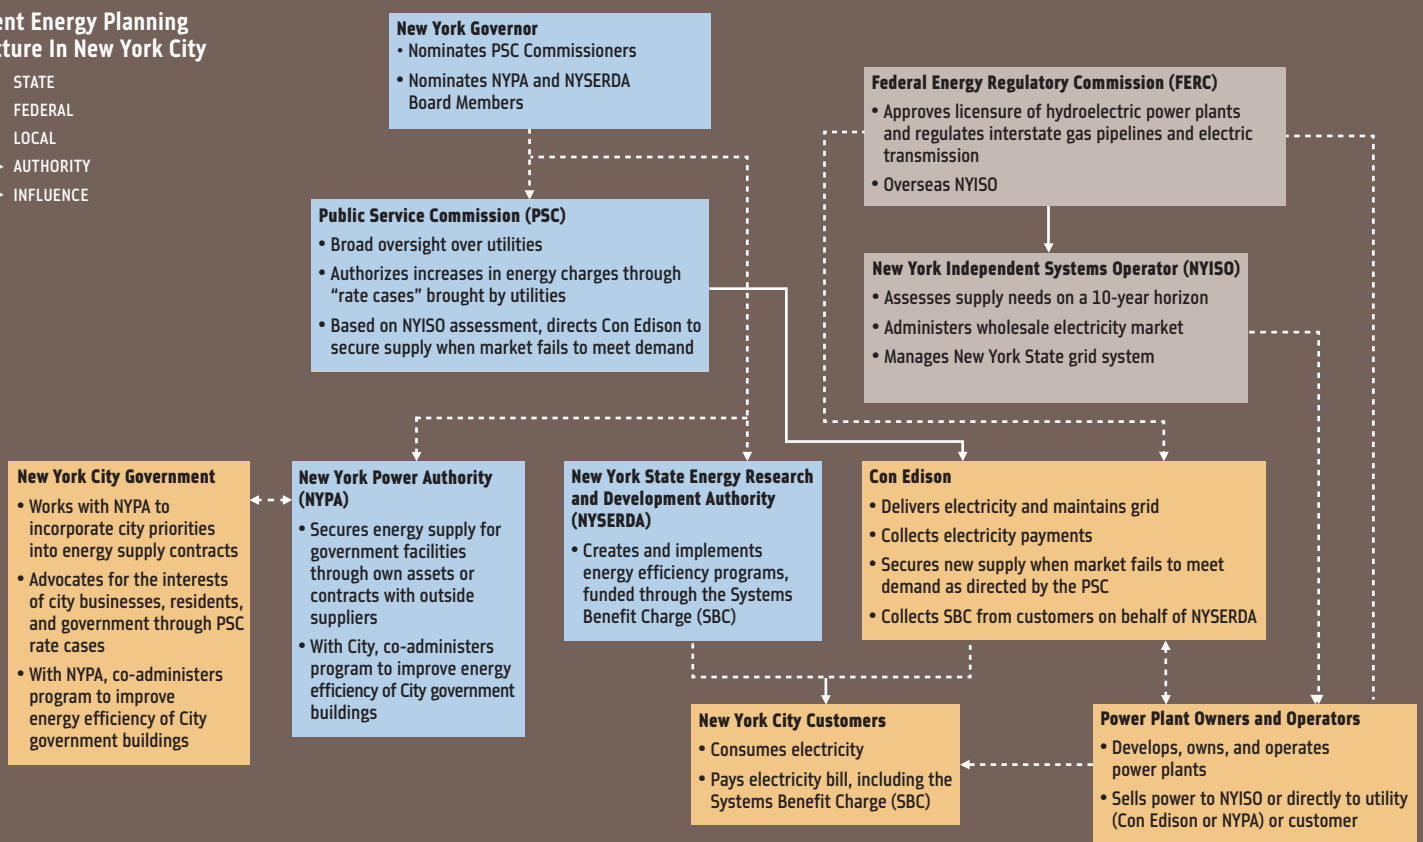 ent Energy Planning
cture In New York City
STATE
FEDERAL
LOCAL
AUTHORITY
INFLUENCE
New York Governor
• Nominates PSC Commissioners
• Nominates NYPA and NYSERDA
Board Members
Federal Energy Regulatory Commission (FERC)
• Approves licensure of hydroelectric power plants
and regulates interstate gas pipelines and electric
transmission
• Overseas NYISO
Public Service Commission (PSC)
• Broad oversight over utilities
• Authorizes increases in energy charges through
“rate cases” brought by utilities
• Based on NYISO assessment, directs Con Edison to
secure supply when market fails to meet demand
New York Independent Systems Operator (NYISO)
• Assesses supply needs on a 10-year horizon
• Administers wholesale electricity market
• Manages New York State grid system
New York City Government
• Works with NYPA to
incorporate city priorities
into energy supply contracts
• Advocates for the interests
of city businesses, residents,
and government through PSC
rate cases
• With NYPA, co-administers
program to improve
energy efficiency of City
government buildings
New York Power Authority
(NYPA)
• Secures energy supply for
government facilities
through own assets or
contracts with outside
suppliers
• With City, co-administers
program to improve energy
efficiency of City government
buildings
New York State Energy Research
and Development Authority
(NYSERDA)
• Creates and implements
energy efficiency programs,
funded through the Systems
Benefit Charge (SBC)
Con Edison
• Delivers electricity and maintains grid
• Collects electricity payments
• Secures new supply when market fails to meet
demand as directed by the PSC
• Collects SBC from customers on behalf of NYSERDA
New York City Customers
• Consumes electricity
• Pays electricity bill, including the
Systems Benefit Charge (SBC)
Power Plant Owners and Operators
• Develops, owns, and operates
power plants
• Sells power to NYISO or directly to utility
(Con Edison or NYPA) or customer